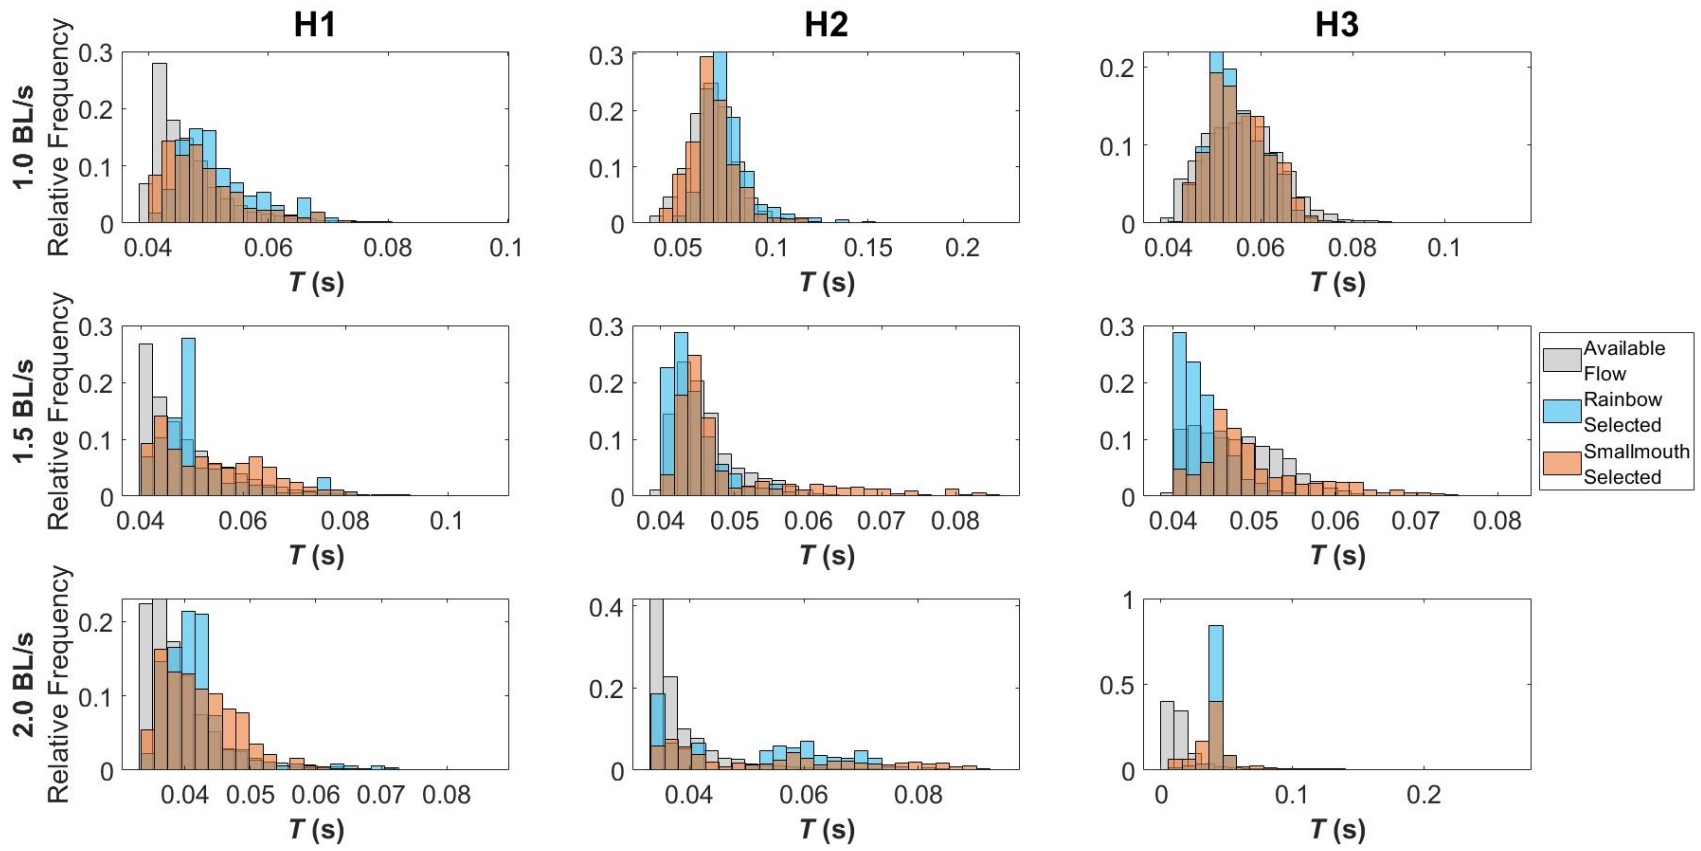 H1 H2 H3
1.0 BL/s
Relative Frequency
0 0.1 0.2 0.3
0.04 0.06 0.08 0.1
T (s)
0 0.1 0.2 0.3
0.05 0.1 0.15 0.2
T (s)
0 0.1 0.2
0.04 0.06 0.08 0.1
T (s)
1.5 BL/s
Relative Frequency
0 0.1 0.2 0.3
0.04 0.06 0.08 0.1
T (s)
0 0.1 0.2 0.3
0.04 0.05 0.06 0.07 0.08
T (s)
0 0.1 0.2 0.3
0.04 0.05 0.06 0.07 0.08
T (s)
Available
Flow
Rainbow
Selected
Smallmouth
Selected
2.0 BL/s
Relative Frequency
0 0.1 0.2
0.04 0.05 0.06 0.07 0.08
T (s)
0 0.2 0.4
0.04 0.06 0.08
T (s)
0 0.5 1
0 0.1 0.2
T (s)